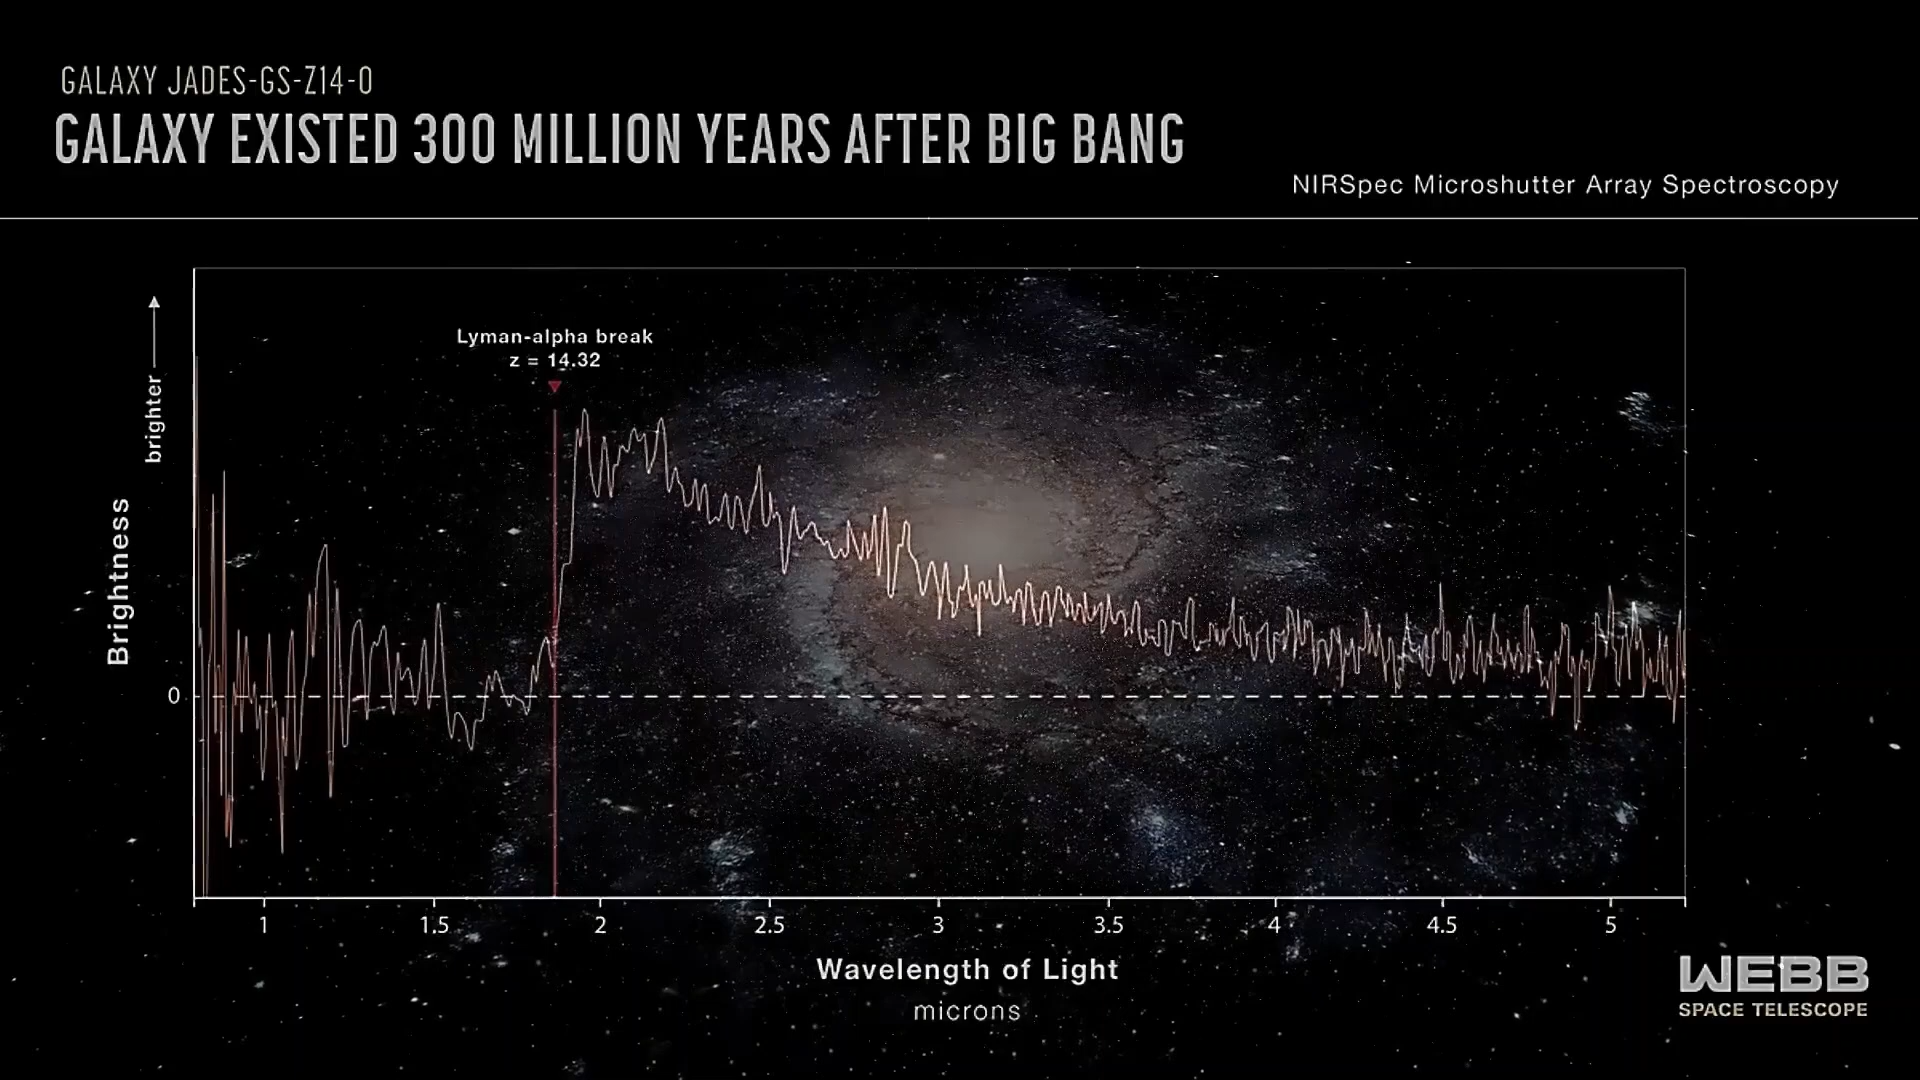 GALAXY JADES-GS-Z14-0
GALAXY EXISTED 300 MILLION YEARS AFTER BIG BANG
NIRSpec Microshutter Array Spectroscopy
Lyman-alpha break
z = 14.32
brighter
Brightness
0
1 1.5 2 2.5 3 3.5 4 4.5 5
Wavelength of Light
microns
WEBB
SPACE TELESCOPE